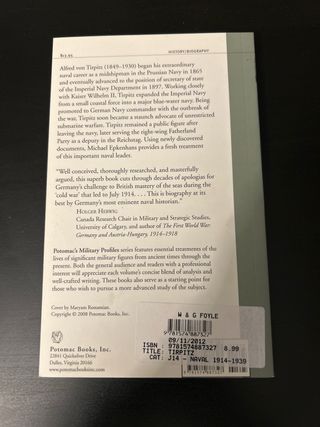 $13.95
HISTORY/BIOGRAPHY
Alfred von Tirpitz (1849–1930) began his extraordinary
naval career as a midshipman in the Prussian Navy in 1865
and eventually advanced to the position of secretary of state
of the Imperial Navy Department in 1897. Working closely
with Kaiser Wilhelm II, Tirpitz expanded the Imperial Navy
from a small coastal force into a major blue-water navy. Being
promoted to German Navy commander with the outbreak of
the war, Tirpitz soon became a staunch advocate of unrestricted
submarine warfare. Tirpitz remained a public figure after
leaving the navy, later serving the right-wing Fatherland
Party as a deputy in the Reichstag. Using newly discovered
documents, Michael Epkenhans provides a fresh treatment
of this important naval leader.
"Well conceived, thoroughly researched, and masterfully
argued, this superb book cuts through decades of apologias for
Germany's challenge to British mastery of the seas during the
'cold war' that led to July 1914. . . . This is biography at its
best by Germany's most eminent naval historian."
HOLGER HERWIG
Canada Research Chair in Military and Strategic Studies,
University of Calgary, and author of The First World War:
Germany and Austria-Hungary, 1914–1918
Potomac's Military Profiles series features essential treatments of the
lives of significant military figures from ancient times through the
present. Both the general audience and readers with a professional
interest will appreciate each volume's concise blend of analysis and
well-crafted writing. These books also serve as a starting point for
those who wish to pursue a more advanced study of the subject.
Cover by Maryam Rostamian.
Copyright © 2008 Potomac Books, Inc.
Potomac Books, Inc.
22841 Quicksilver Drive
Dulles, Virginia 20166
www.potomacbooksinc.com
W & G FOYLE
9781574887327
09/11/2012
ISBN : 9781574887327 8.99
TITLE: TIRPITZ
CAT: J14 - NAVAL 1914-1939
9 781574 887327